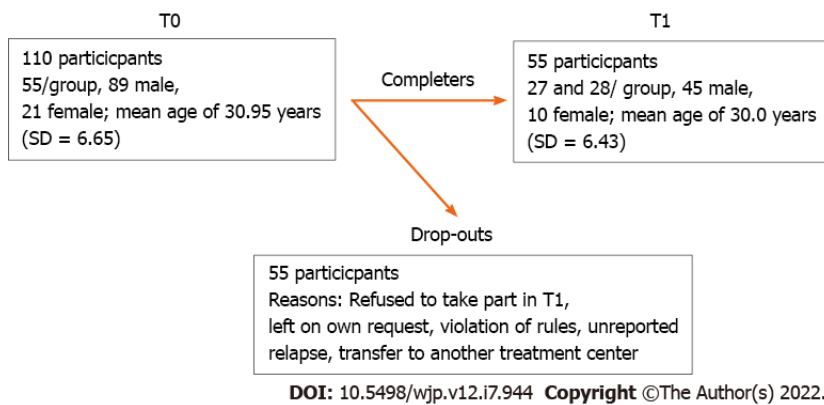 T0
110 particicpants
55/group, 89 male,
21 female; mean age of 30.95 years
(SD = 6.65)
Completers
T1
55 particicpants
27 and 28/ group, 45 male,
10 female; mean age of 30.0 years
(SD = 6.43)
Drop-outs
55 particicpants
Reasons: Refused to take part in T1,
left on own request, violation of rules, unreported
relapse, transfer to another treatment center
DOI: 10.5498/wjp.v12.i7.944 Copyright ©The Author(s) 2022.